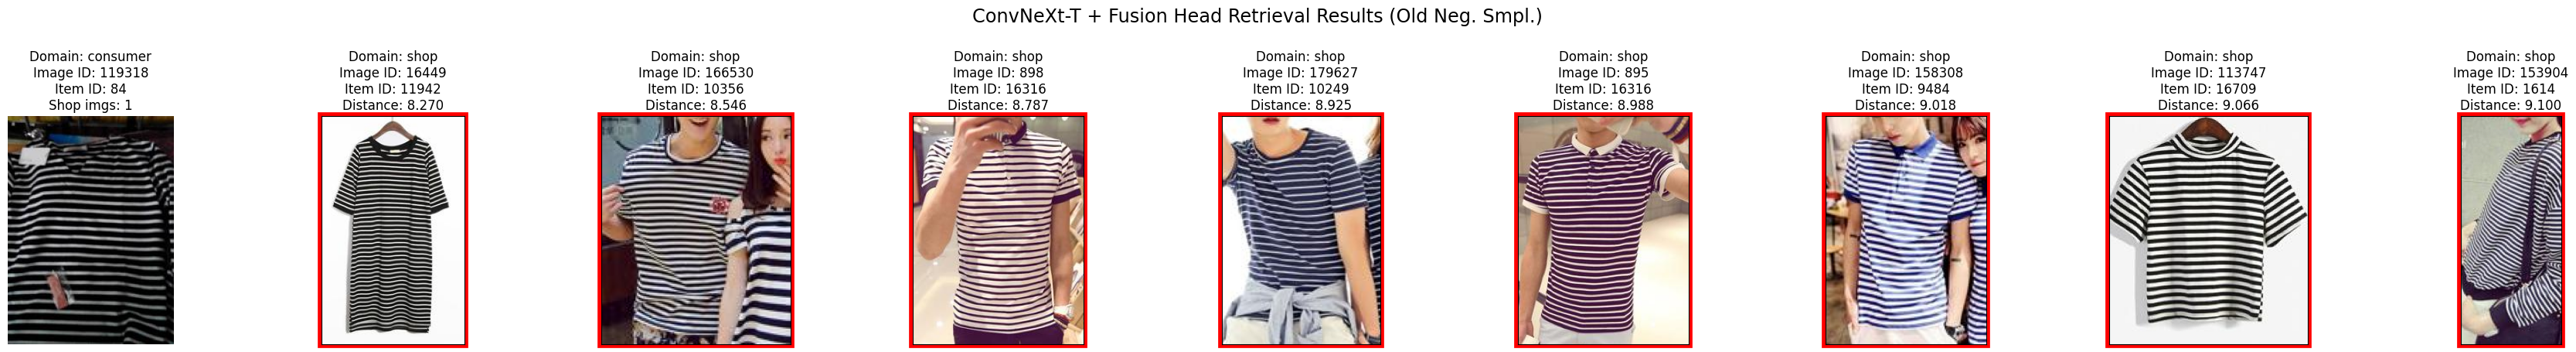 ConvNeXt-T + Fusion Head Retrieval Results (Old Neg. Smpl.)
Domain: consumer
Image ID: 119318
Item ID: 84
Shop imgs: 1
Domain: shop
Image ID: 16449
Item ID: 11942
Distance: 8.270
Domain: shop
Image ID: 166530
Item ID: 10356
Distance: 8.546
Domain: shop
Image ID: 898
Item ID: 16316
Distance: 8.787
Domain: shop
Image ID: 179627
Item ID: 10249
Distance: 8.925
Domain: shop
Image ID: 895
Item ID: 16316
Distance: 8.988
Domain: shop
Image ID: 158308
Item ID: 9484
Distance: 9.018
Domain: shop
Image ID: 113747
Item ID: 16709
Distance: 9.066
Domain: shop
Image ID: 153904
Item ID: 1614
Distance: 9.100